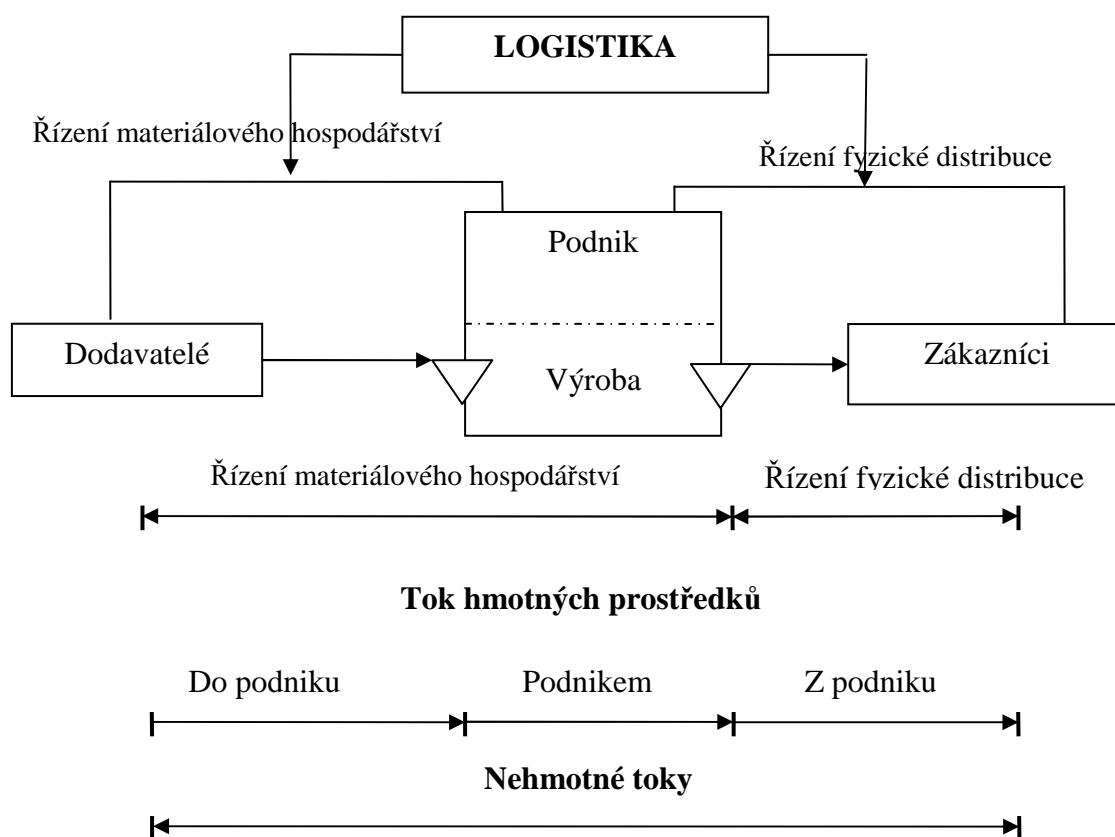 LOGISTIKA
Řízení materiálového hospodářství
Řízení fyzické distribuce
Podnik
Dodavatelé
Výroba
Zákazníci
Řízení materiálového hospodářství
Řízení fyzické distribuce
Tok hmotných prostředků
Do podniku
Podnikem
Z podniku
Nehmotné toky